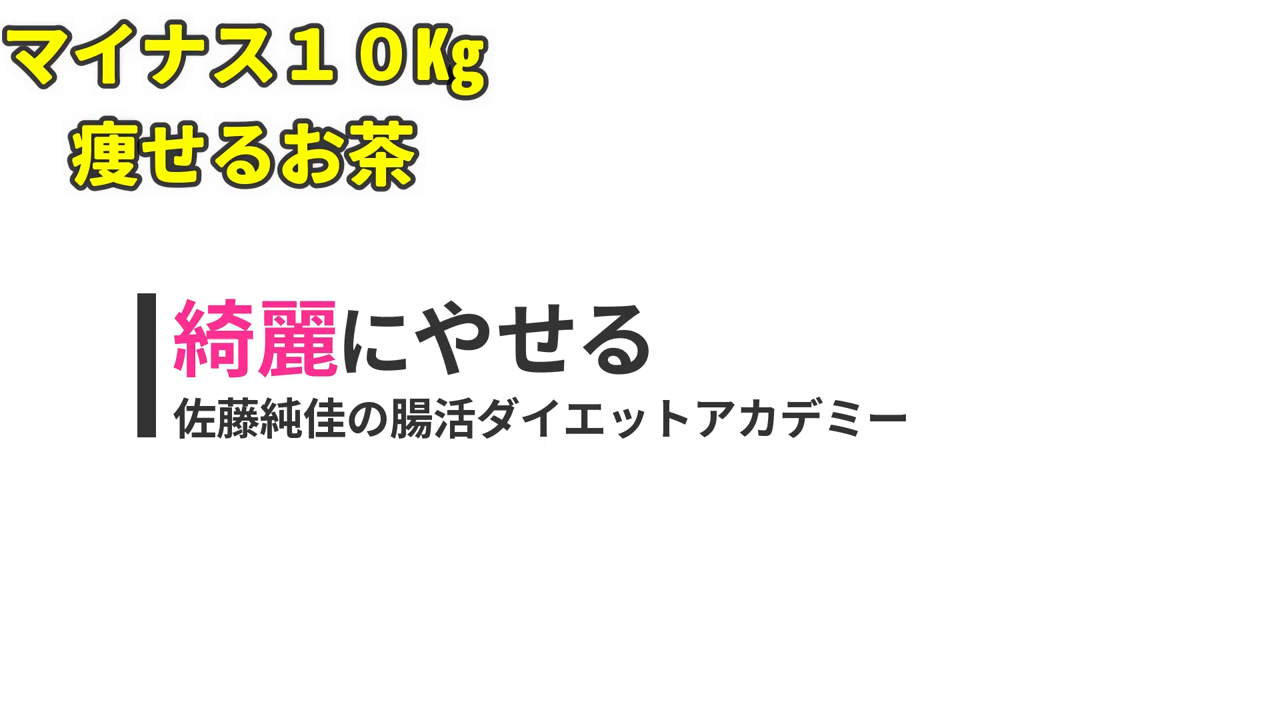 マイナス１０㎏
痩せるお茶
綺麗にやせる
佐藤純佳の腸活ダイエットアカデミー